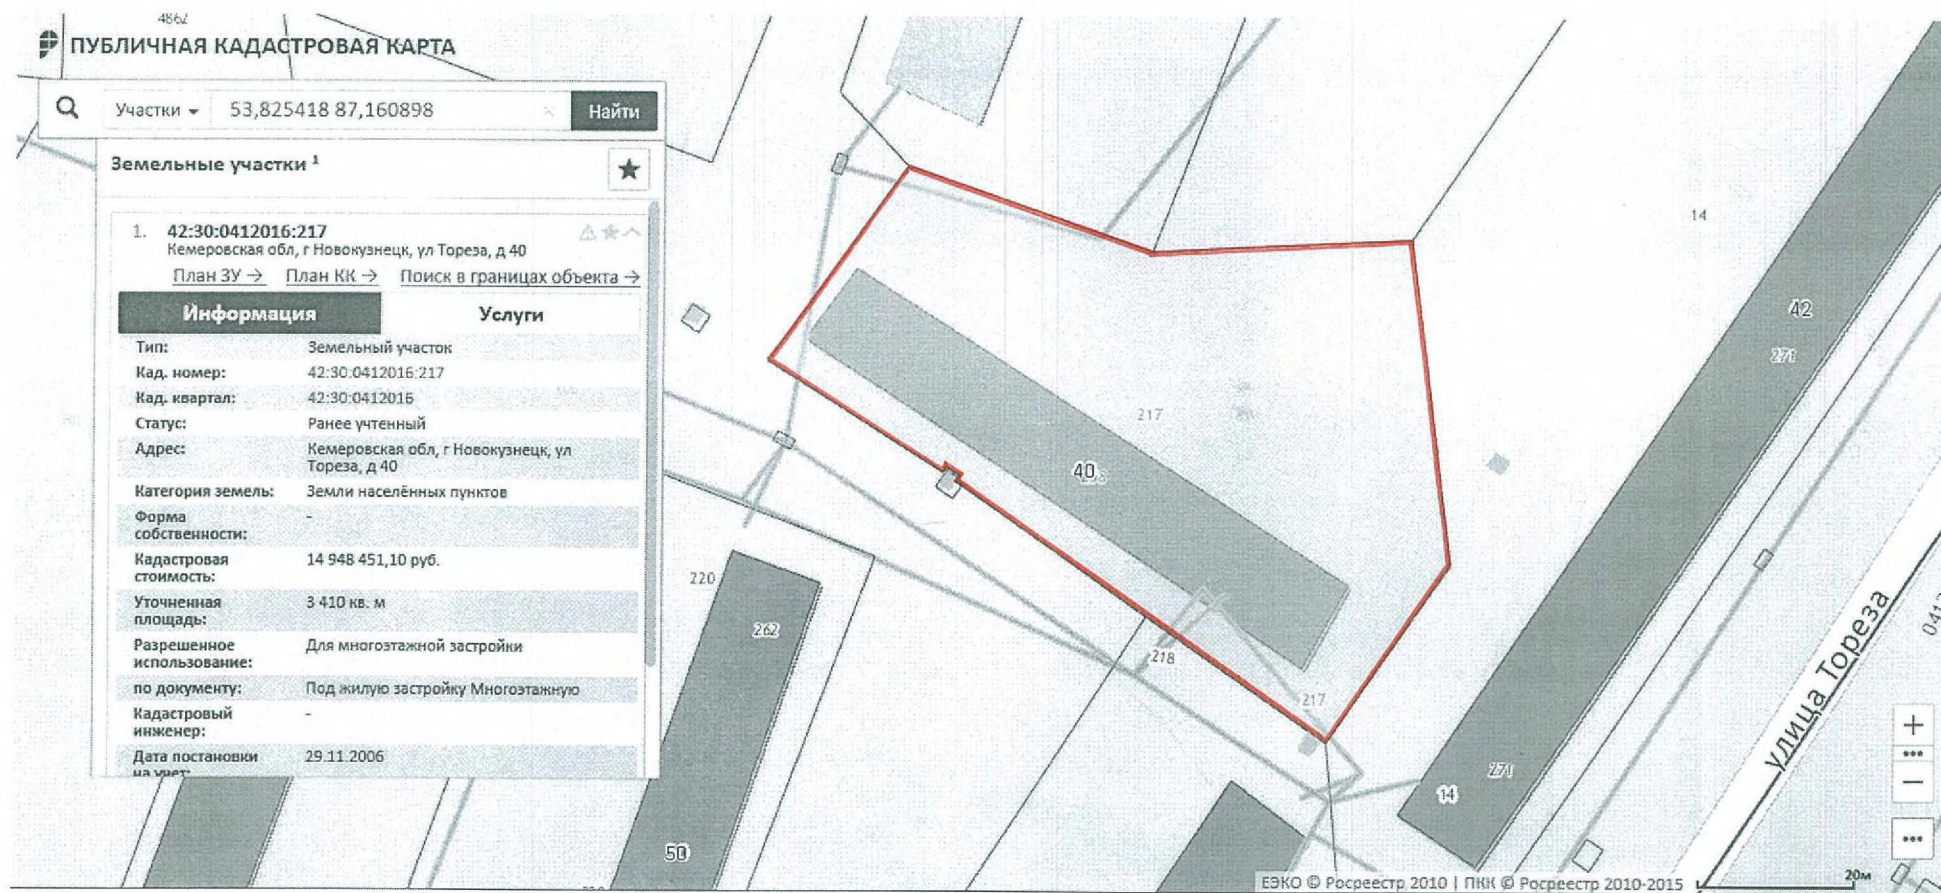 4862
ПУБЛИЧНАЯ КАДАСТРОВАЯ КАРТА
Участки 53,825418 87,160898 Найти
Земельные участки 1
1. 42:30:0412016:217
Кемеровская обл, г Новокузнецк, ул Тореза, д 40
План ЗУ → План КК → Поиск в границах объекта →
Информация Услуги
Тип: Земельный участок
Кад. номер: 42:30:0412016:217
Кад. квартал: 42:30:0412016
Статус: Ранее учтенный
Адрес: Кемеровская обл, г Новокузнецк, ул
Тореза, д 40
Категория земель: Земли населённых пунктов
Форма -
собственности:
Кадастровая 14 948 451,10 руб.
стоимость:
Уточненная 3 410 кв. м
площадь:
Разрешенное Для многоэтажной застройки
использование:
по документу: Под жилую застройку Многоэтажную
Кадастровый -
инженер:
Дата постановки 29.11.2006
на учет:
14
42
271
217
40
220
262
218
217
271
14
50
улица Тореза
20м
ЕЭКО © Росреестр 2010 | ПКК © Росреестр 2010-2015